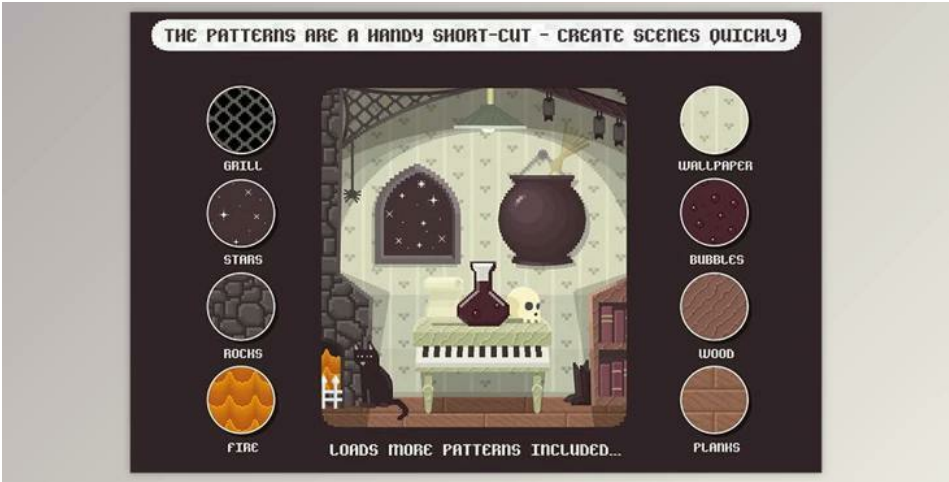 THE PATTERNS ARE A HANDY SHORT-CUT - CREATE SCENES QUICKLY
GRILL
WALLPAPER
STARS
BUBBLES
ROCKS
WOOD
FIRE
PLANKS
LOADS MORE PATTERNS INCLUDED...